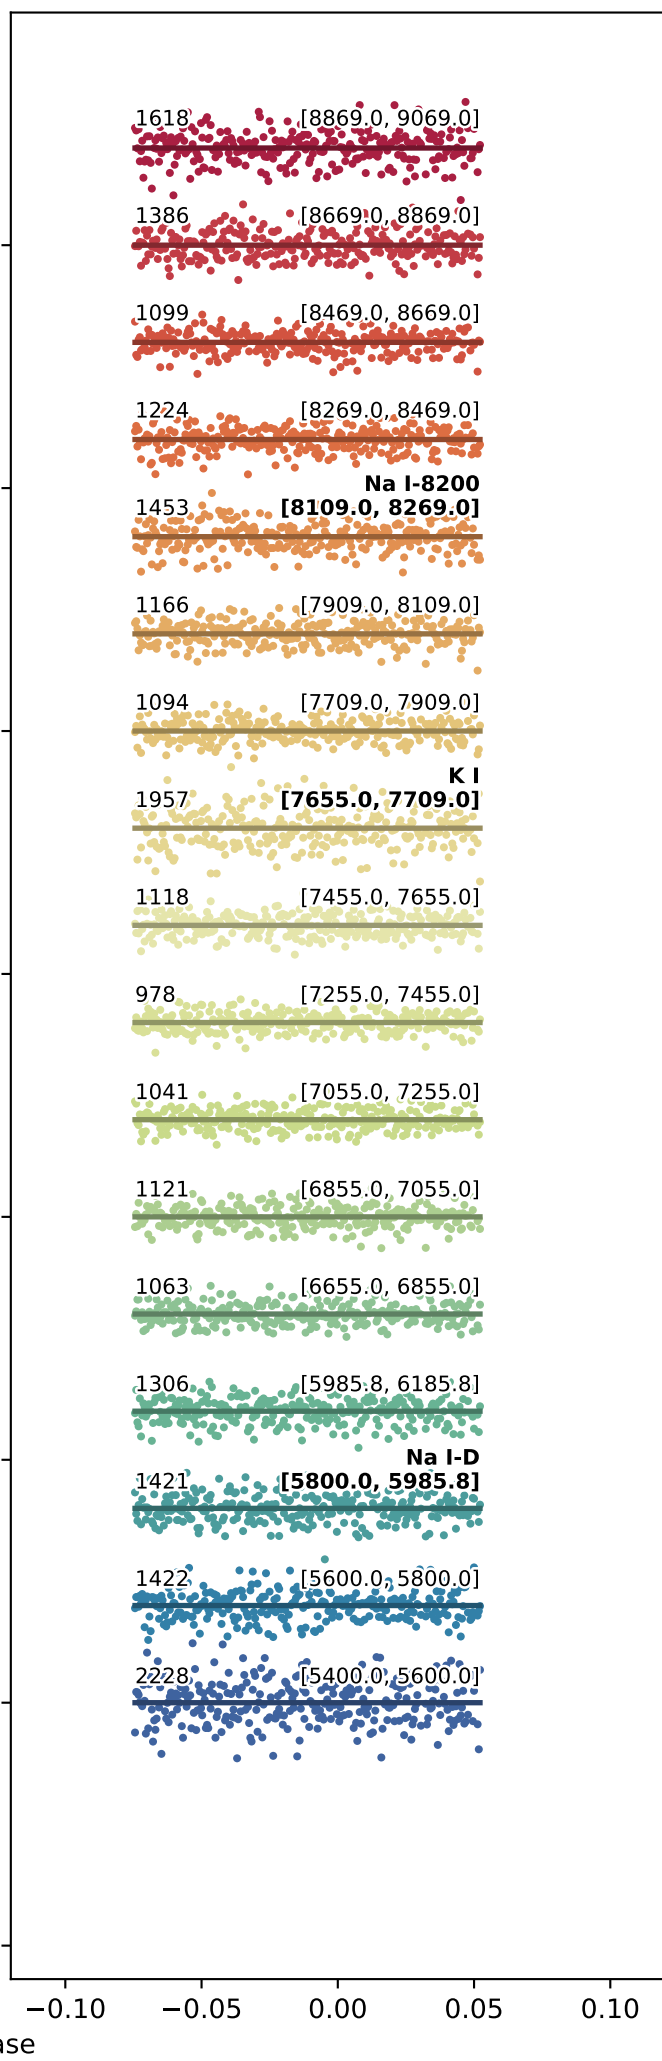 1618 [8869.0, 9069.0]
1386 [8669.0, 8869.0]
1099 [8469.0, 8669.0]
1224 [8269.0, 8469.0]
Na I-8200
1453 [8109.0, 8269.0]
1166 [7909.0, 8109.0]
1094 [7709.0, 7909.0]
K I
1957 [7655.0, 7709.0]
1118 [7455.0, 7655.0]
978 [7255.0, 7455.0]
1041 [7055.0, 7255.0]
1121 [6855.0, 7055.0]
1063 [6655.0, 6855.0]
1306 [5985.8, 6185.8]
Na I-D
1421 [5800.0, 5985.8]
1422 [5600.0, 5800.0]
2228 [5400.0, 5600.0]
−0.10 −0.05 0.00 0.05 0.10
ase